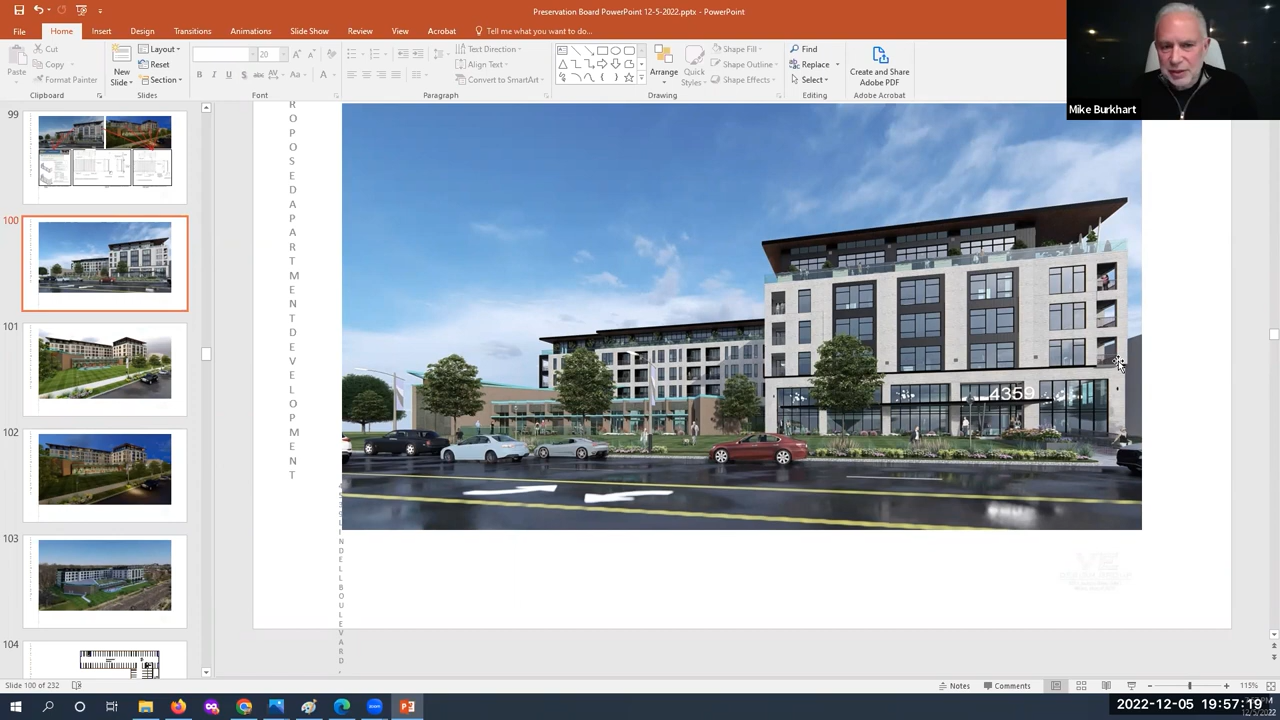 Preservation Board PowerPoint 12-5-2022.pptx - PowerPoint
File
Home
Insert
Design
Transitions
Animations
Slide Show
Review
View
Acrobat
Tell me what you want to do...
Paste
Cut
Copy
Format Painter
Clipboard
New
Slide
Layout
Reset
Section
Slides
20
B I U S abc AV Aa A
Font
Paragraph
Text Direction
Align Text
Convert to SmartArt
Arrange
Quick
Styles
Shape Fill
Shape Outline
Shape Effects
Drawing
Find
Replace
Select
Editing
Create and Share
Adobe PDF
Adobe Acrobat
Mike Burkhart
99
100
101
102
103
104
R
O
P
O
S
E
D
A
P
A
R
T
M
E
N
T
D
E
V
E
L
O
P
M
E
N
T
L
I
N
D
E
L
L
B
O
U
L
E
V
A
R
D
,
4359
Slide 100 of 232
Notes
Comments
115%
2022-12-05 19:57:19